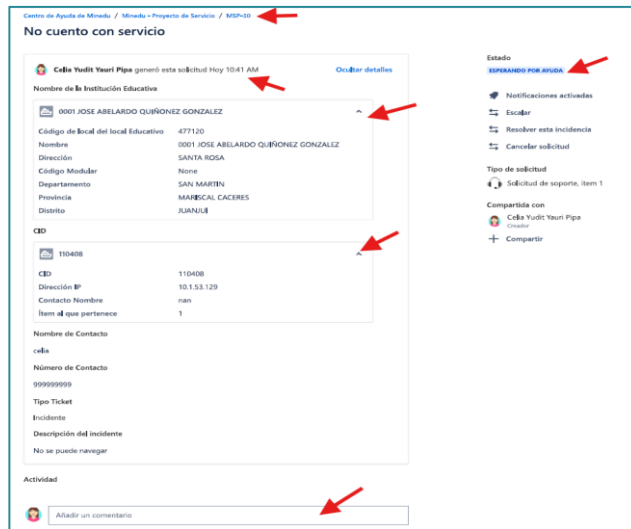 Centro de Ayuda de Minedu / Minedu - Proyecto de Servicio / MSP-30
No cuento con servicio
Celia Yudit Yauri Pipa generó esta solicitud Hoy 10:41 AM
Ocultar detalles
Nombre de la Institución Educativa
0001 JOSE ABELARDO QUIÑONEZ GONZALEZ
Código de local del local Educativo 477120
Nombre 0001 JOSE ABELARDO QUIÑONEZ GONZALEZ
Dirección SANTA ROSA
Código Modular None
Departamento SAN MARTIN
Provincia MARISCAL CACERES
Distrito JUANJUI
CID
110408
CID 110408
Dirección IP 10.1.53.129
Contacto Nombre nan
Ítem al que pertenece 1
Nombre de Contacto
celia
Número de Contacto
999999999
Tipo Ticket
Incidente
Descripción del incidente
No se puede navegar
Actividad
Añadir un comentario
Estado
ESPERANDO POR AYUDA
Notificaciones activadas
Escalar
Resolver esta incidencia
Cancelar solicitud
Tipo de solicitud
Solicitud de soporte, item 1
Compartida con
Celia Yudit Yauri Pipa
Creador
Compartir